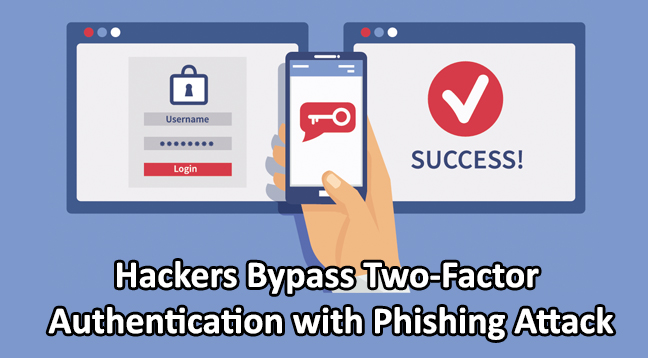 Username
Login
SUCCESS!
Hackers Bypass Two-Factor
Authentication with Phishing Attack